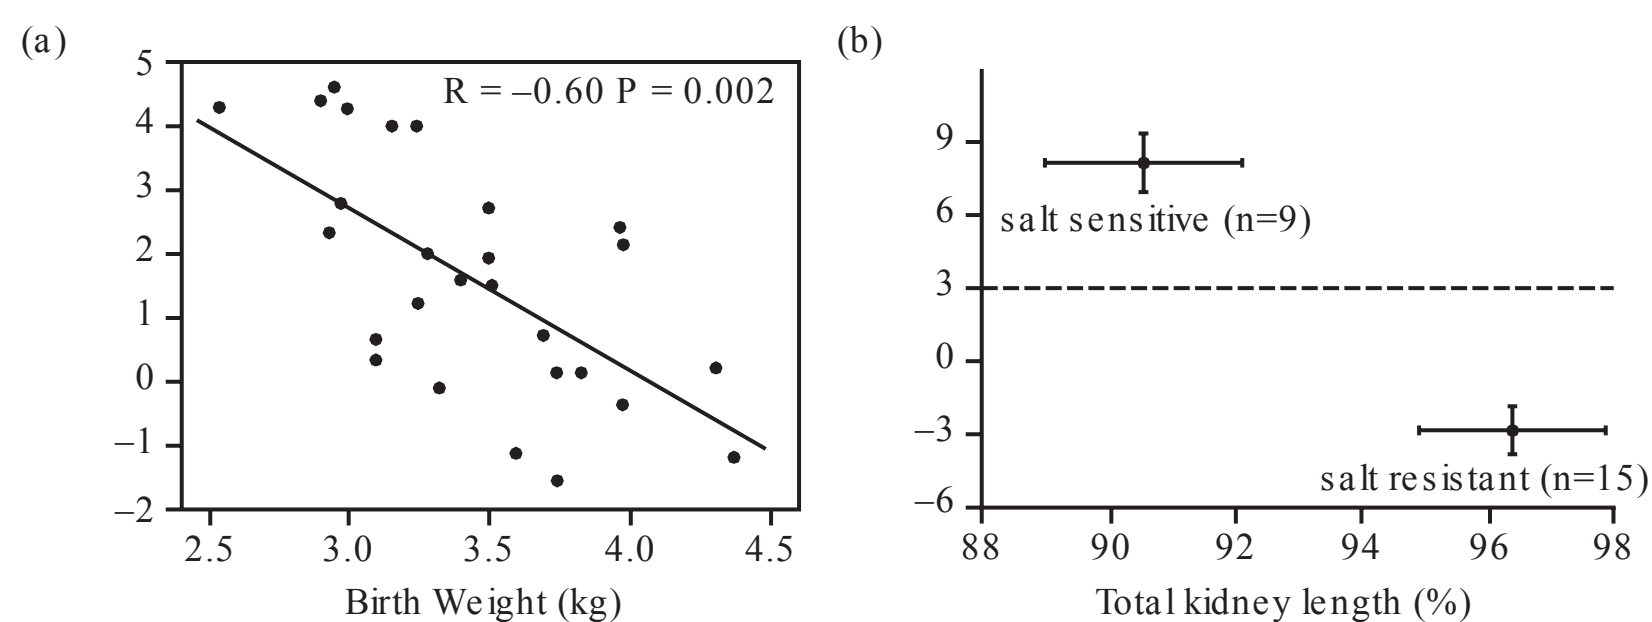 (a)
R = –0.60 P = 0.002
5
4
3
2
1
0
–1
–2
2.5 3.0 3.5 4.0 4.5
Birth Weight (kg)
(b)
9
6
3
0
–3
–6
salt sensitive (n=9)
salt resistant (n=15)
88 90 92 94 96 98
Total kidney length (%)